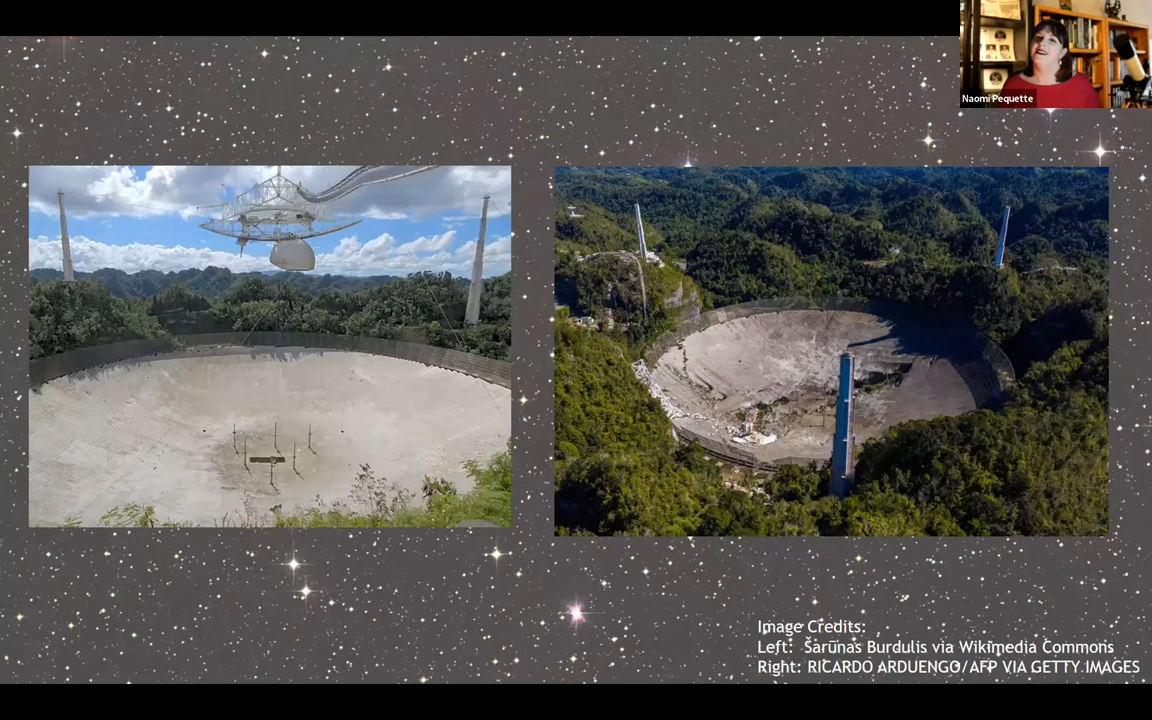 Naomi Pequette
Image Credits:
Left: Šarūnas Burdulis via Wikimedia Commons
Right: RICARDO ARDUENGO/AFP VIA GETTY IMAGES